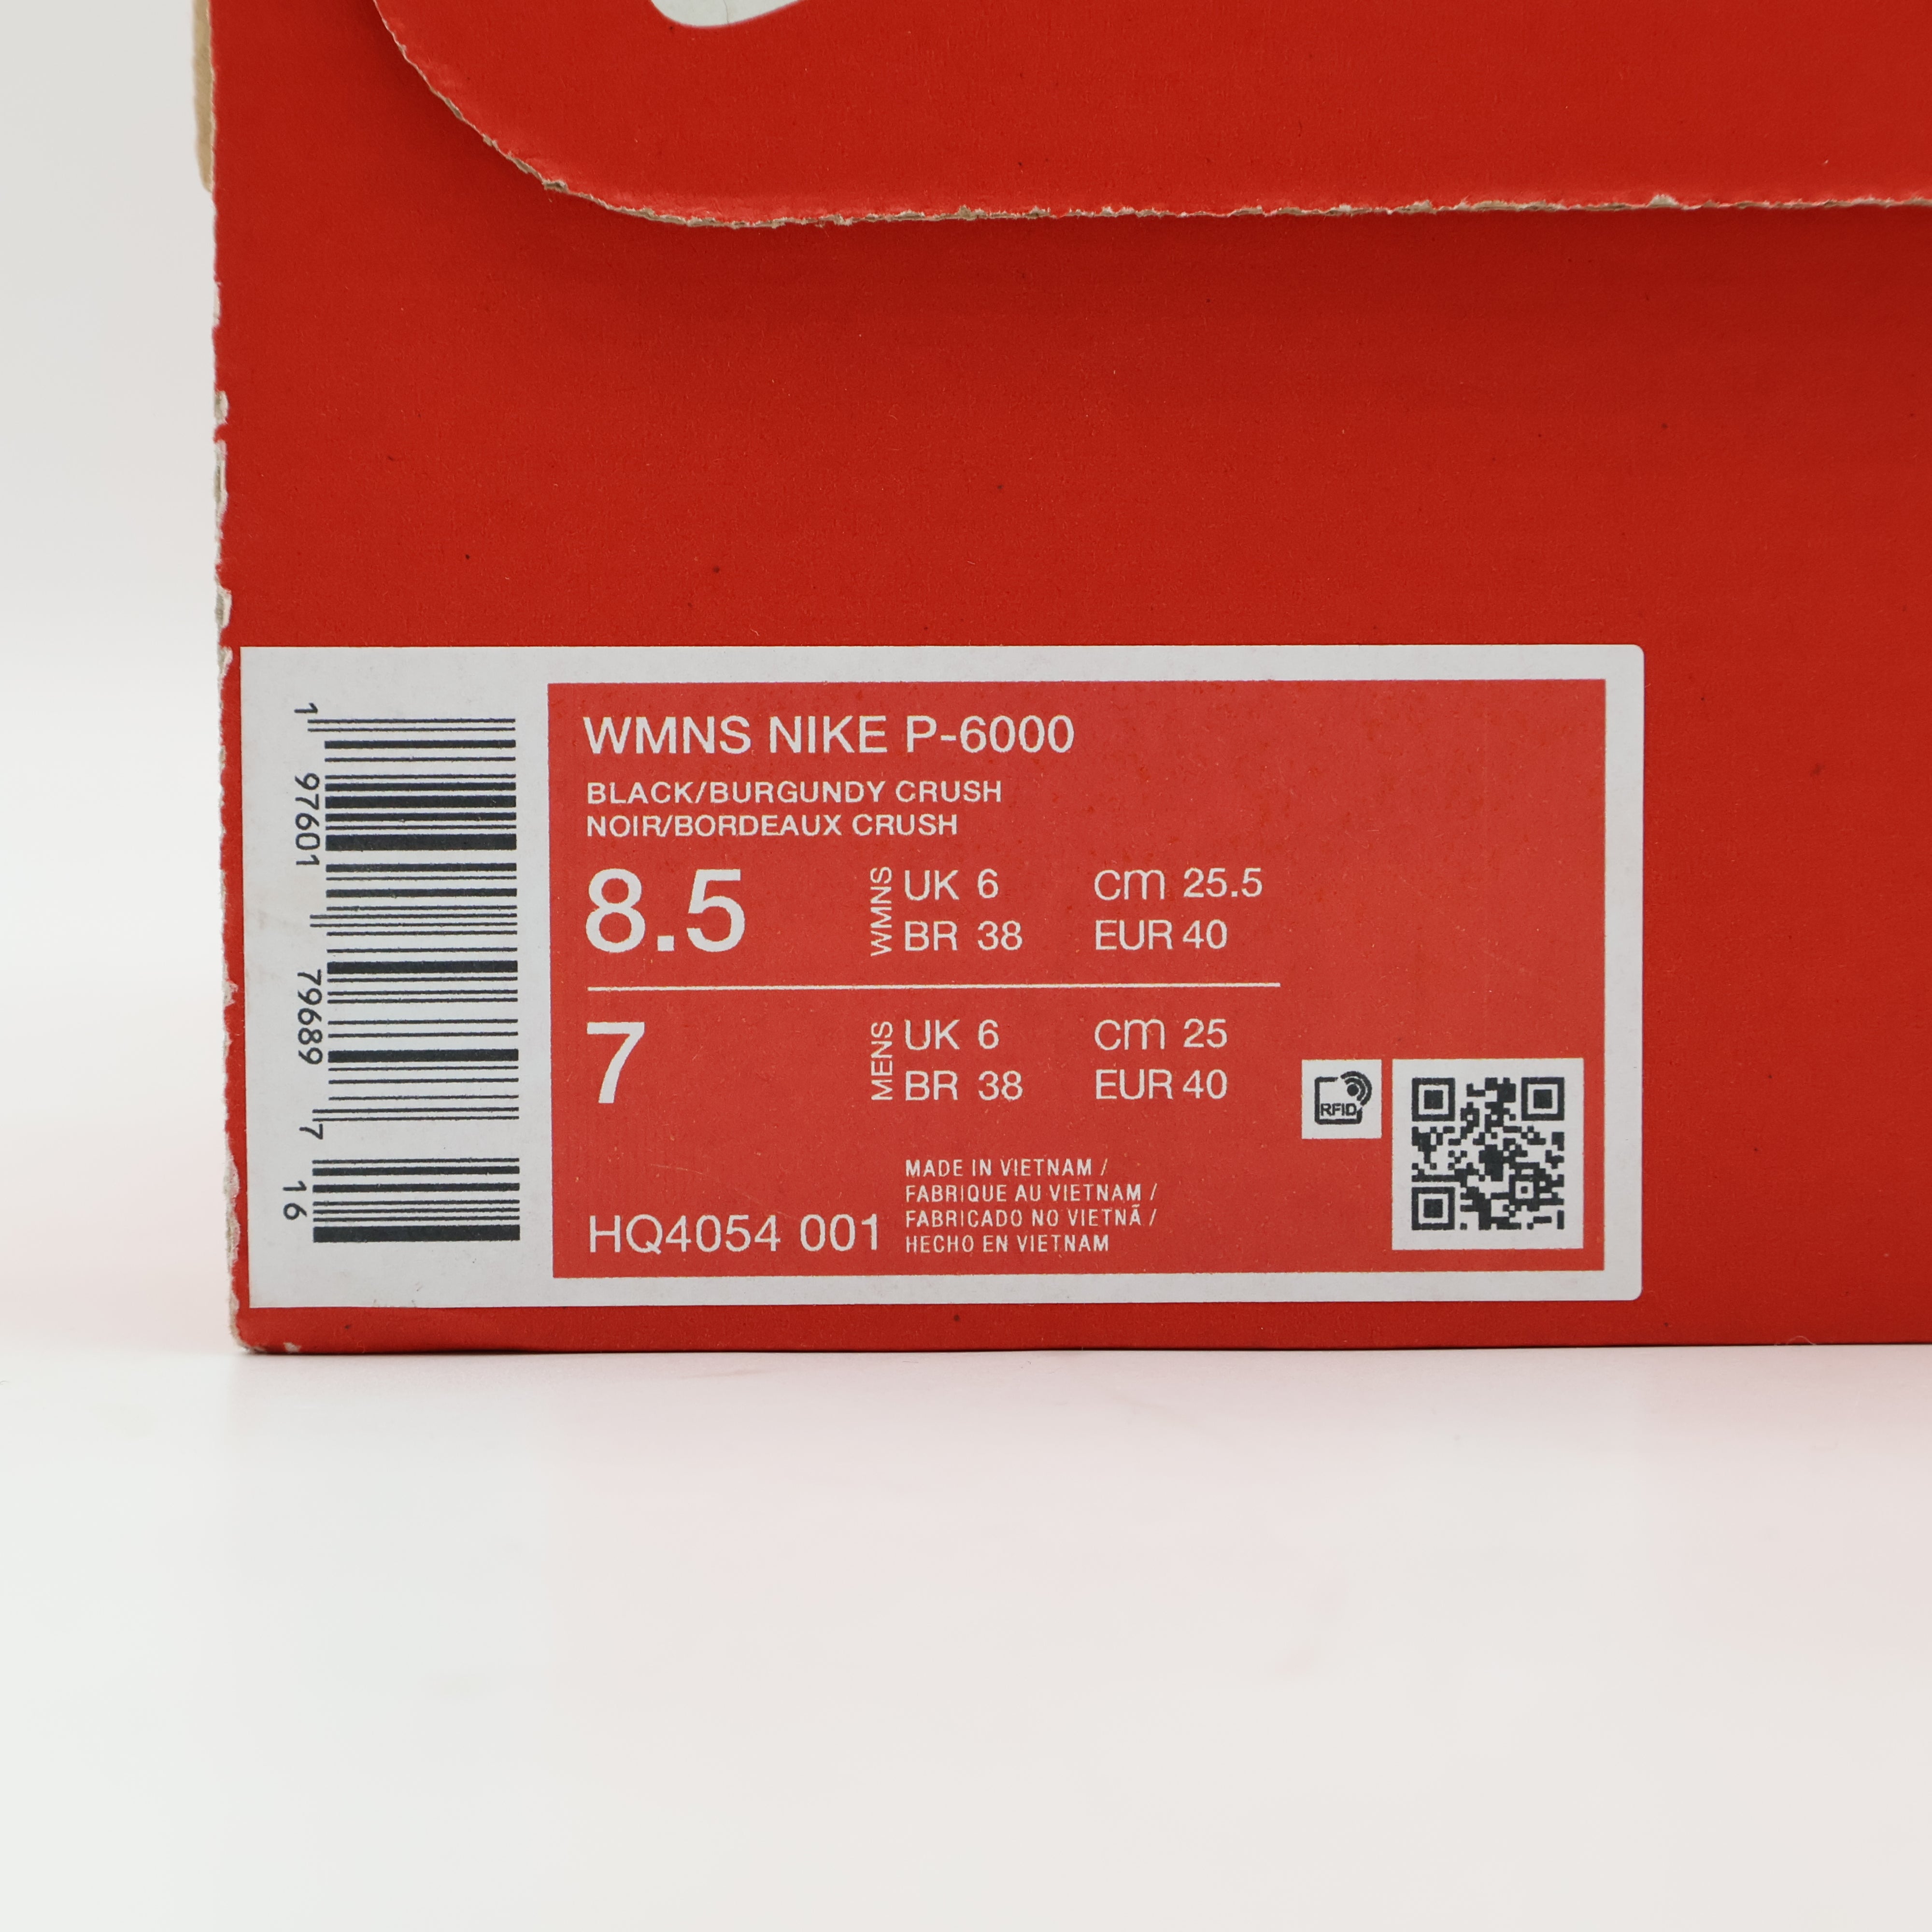 1 97601 79689 7 16
WMNS NIKE P-6000
BLACK/BURGUNDY CRUSH
NOIR/BORDEAUX CRUSH
8.5 WMNS UK 6 cm 25.5
BR 38 EUR 40
7 MENS UK 6 cm 25
BR 38 EUR 40
RFID
MADE IN VIETNAM /
FABRIQUE AU VIETNAM /
FABRICADO NO VIETNÃ /
HECHO EN VIETNAM
HQ4054 001